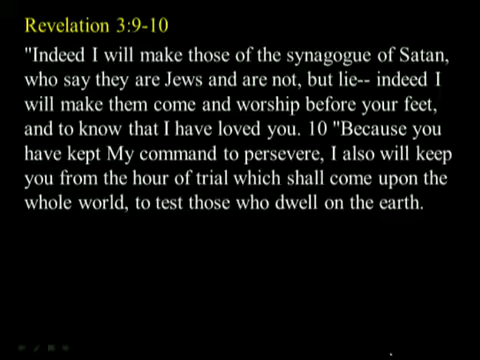 Revelation 3:9-10
"Indeed I will make those of the synagogue of Satan,
who say they are Jews and are not, but lie-- indeed I
will make them come and worship before your feet,
and to know that I have loved you. 10 "Because you
have kept My command to persevere, I also will keep
you from the hour of trial which shall come upon the
whole world, to test those who dwell on the earth.